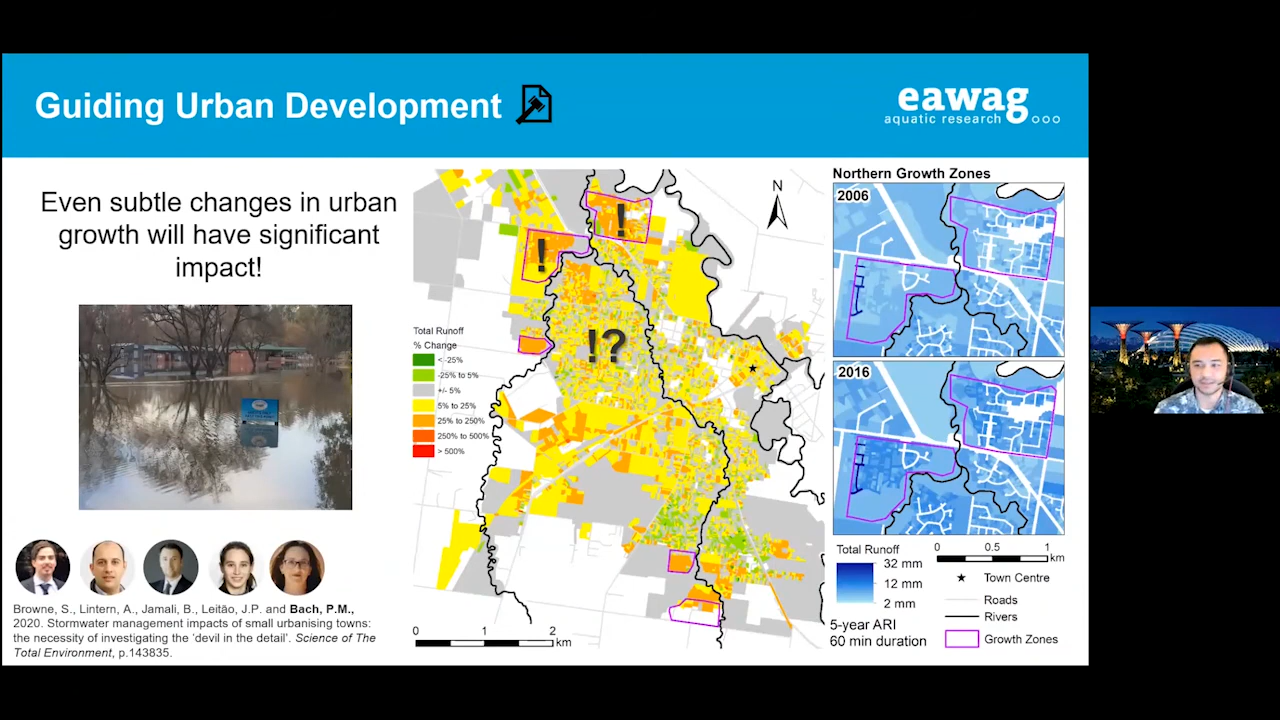 Guiding Urban Development
eawag
aquatic research
Even subtle changes in urban
growth will have significant
impact!
Browne, S., Lintern, A., Jamali, B., Leitão, J.P. and Bach, P.M.,
2020. Stormwater management impacts of small urbanising towns:
the necessity of investigating the 'devil in the detail'. Science of The
Total Environment, p.143835.
N
!
!
!?
Total Runoff
% Change
< -25%
-25% to 5%
+/- 5%
5% to 25%
25% to 250%
250% to 500%
> 500%
0 1 2
km
Northern Growth Zones
2006
2016
Total Runoff
32 mm
12 mm
2 mm
5-year ARI
60 min duration
0 0.5 1
km
Town Centre
Roads
Rivers
Growth Zones